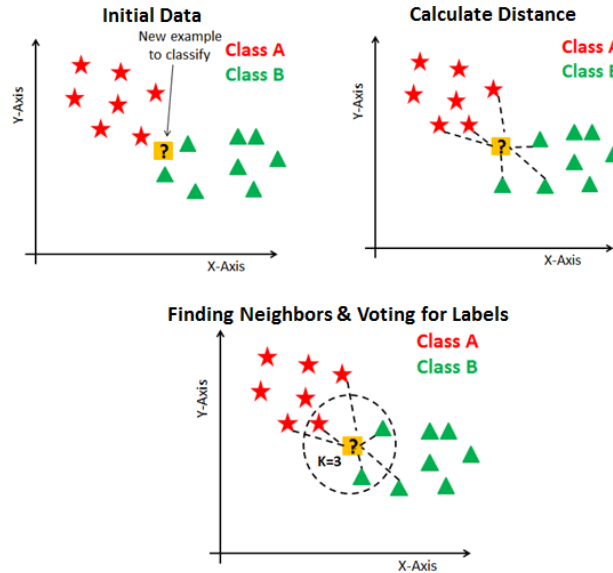 Initial Data
New example
to classify
Class A
Class B
?
Y-Axis
X-Axis
Calculate Distance
Class A
Class B
?
Y-Axis
X-Axis
Finding Neighbors & Voting for Labels
Class A
Class B
?
K=3
Y-Axis
X-Axis